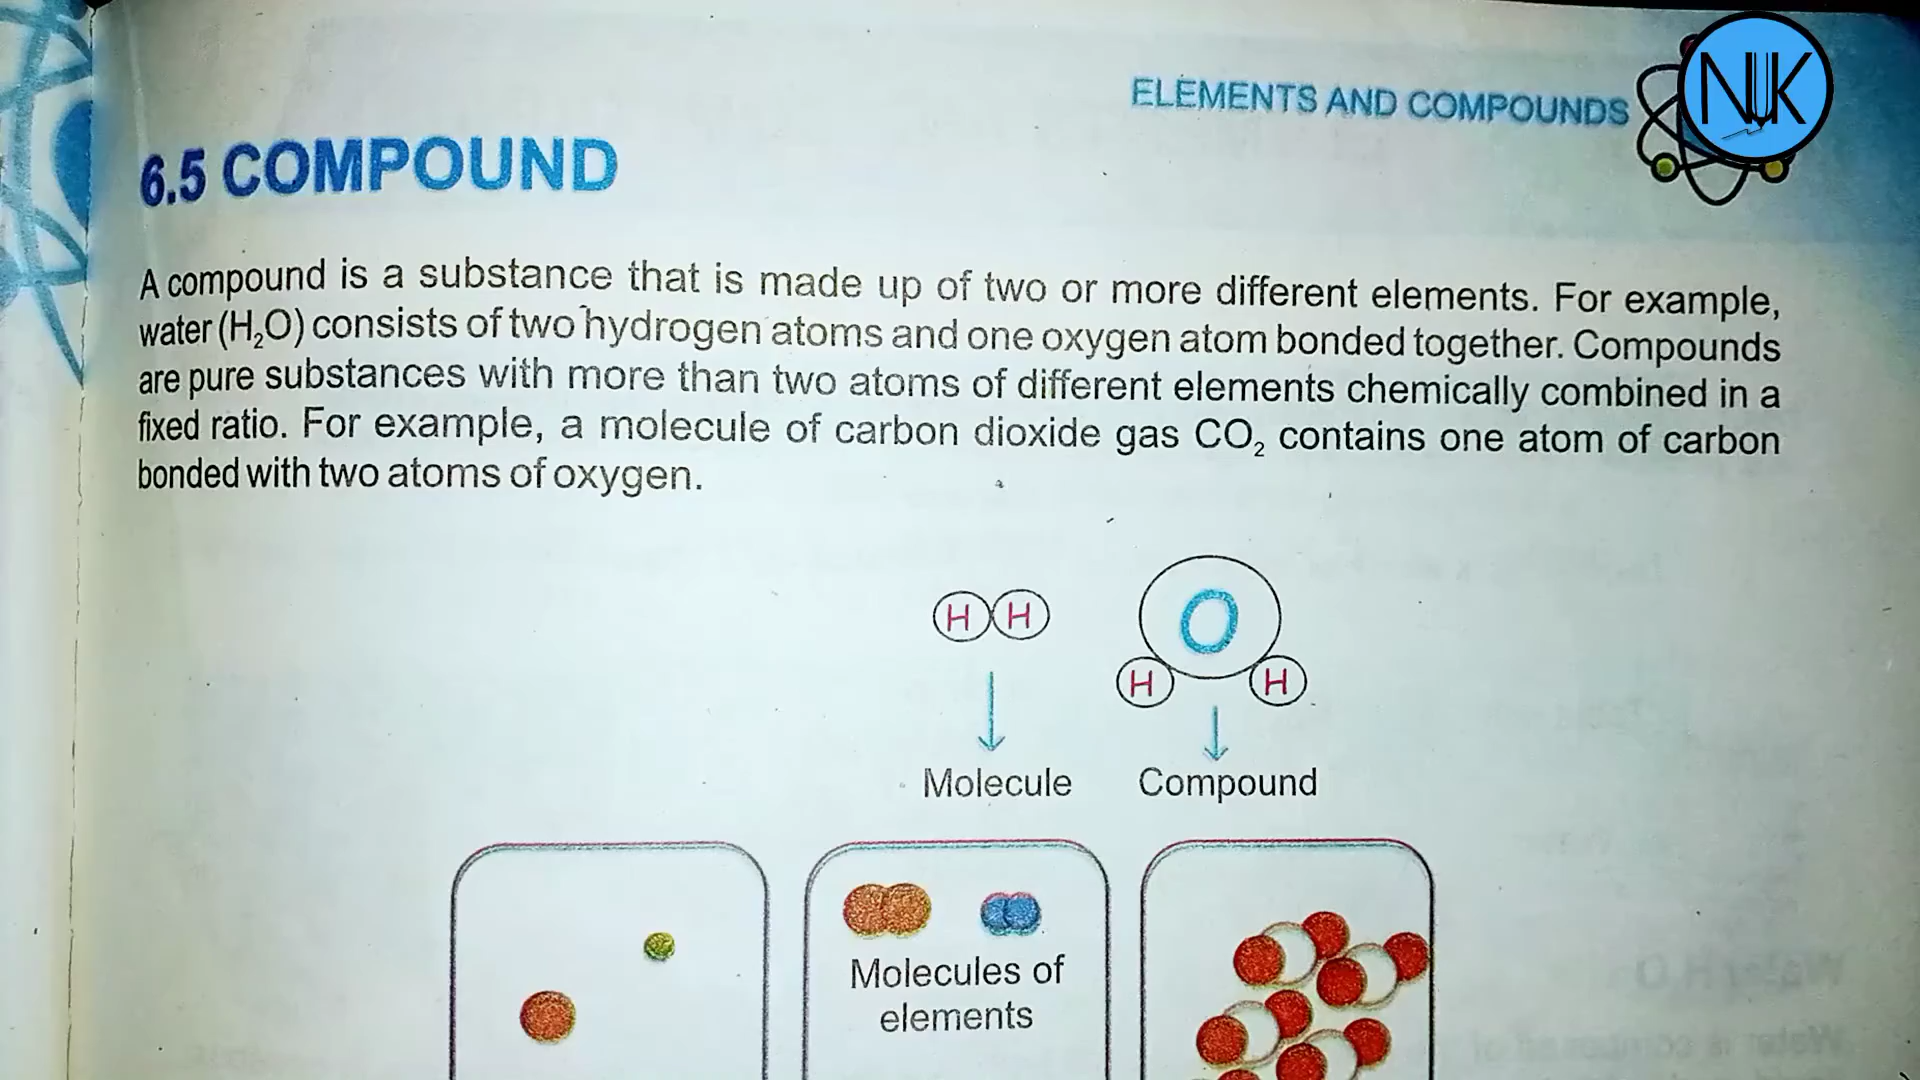 ELEMENTS AND COMPOUNDS
NUK
6.5 COMPOUND
A compound is a substance that is made up of two or more different elements. For example,
water (H₂O) consists of two hydrogen atoms and one oxygen atom bonded together. Compounds
are pure substances with more than two atoms of different elements chemically combined in a
fixed ratio. For example, a molecule of carbon dioxide gas CO₂ contains one atom of carbon
bonded with two atoms of oxygen.
H H
O
H H
Molecule
Compound
Molecules of
elements